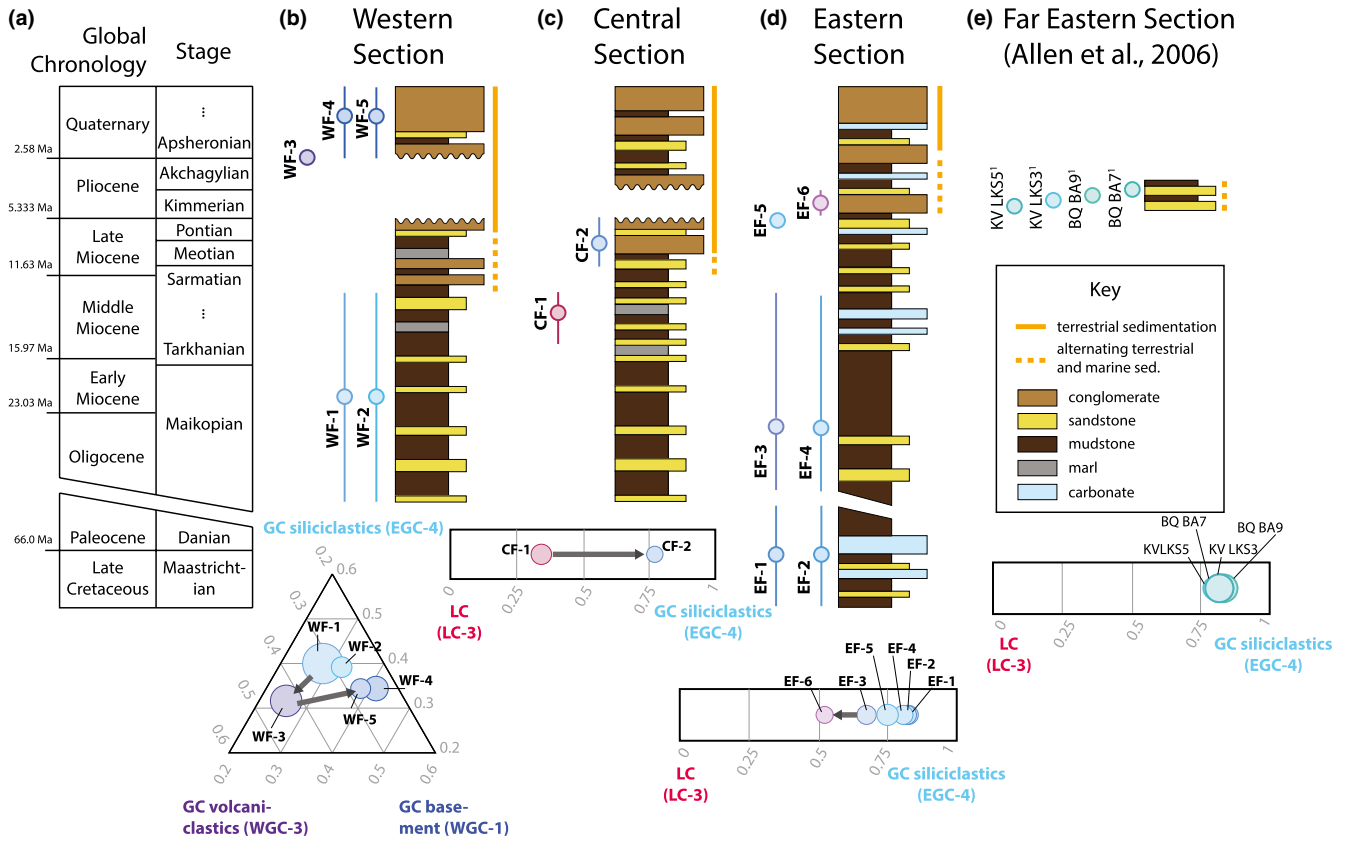 (a)
Global
Chronology
Stage
Quaternary
⋮
Apsheronian
2.58 Ma
Pliocene
Akchagylian
Kimmerian
5.333 Ma
Late
Miocene
Pontian
Meotian
11.63 Ma
Sarmatian
Middle
Miocene
⋮
Tarkhanian
15.97 Ma
Early
Miocene
23.03 Ma
Maikopian
Oligocene
Paleocene
Danian
66.0 Ma
Late
Cretaceous
Maastricht-
ian
(b)
Western
Section
WF-3
WF-4
WF-5
WF-1
WF-2
GC siliciclastics (EGC-4)
0.2
0.6
0.3
0.5
0.4
0.4
0.5
0.3
0.6
0.2
0.2
0.3
0.4
0.5
0.6
WF-1
WF-2
WF-4
WF-5
WF-3
GC volcani-
clastics (WGC-3)
GC base-
ment (WGC-1)
(c)
Central
Section
CF-2
CF-1
CF-1
CF-2
0
0.25
0.5
0.75
1
LC
(LC-3)
GC siliciclastics
(EGC-4)
(d)
Eastern
Section
EF-5
EF-6
EF-3
EF-4
EF-1
EF-2
EF-5
EF-4
EF-2
EF-6
EF-3
EF-1
0
0.25
0.5
0.75
1
LC
(LC-3)
GC siliciclastics
(EGC-4)
(e)
Far Eastern Section
(Allen et al., 2006)
KV LKS5¹
KV LKS3¹
BQ BA9¹
BQ BA7¹
Key
terrestrial sedimentation
alternating terrestrial
and marine sed.
conglomerate
sandstone
mudstone
marl
carbonate
BQ BA7
BQ BA9
KVLKS5
KV LKS3
0
0.25
0.5
0.75
1
LC
(LC-3)
GC siliciclastics
(EGC-4)